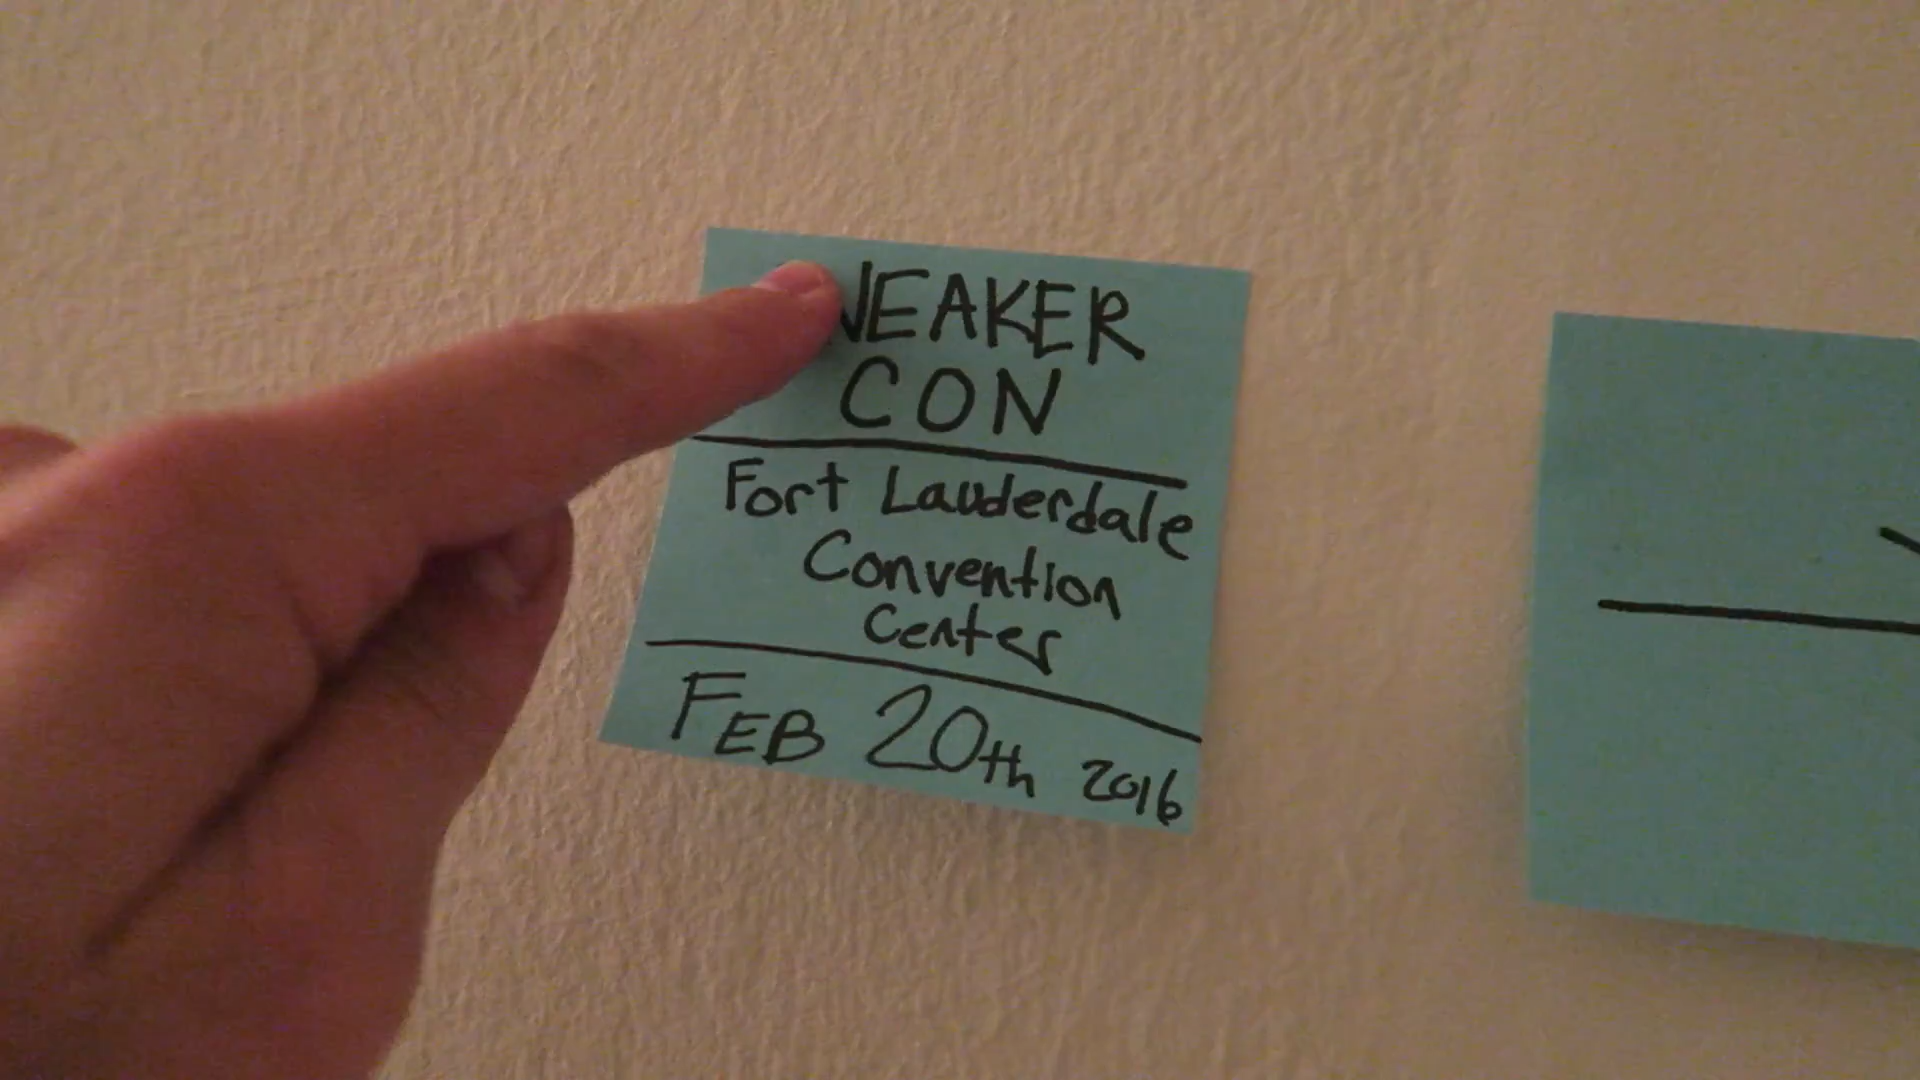 NEAKER
CON
Fort Lauderdale
Convention
Center
FEB 20th 2016